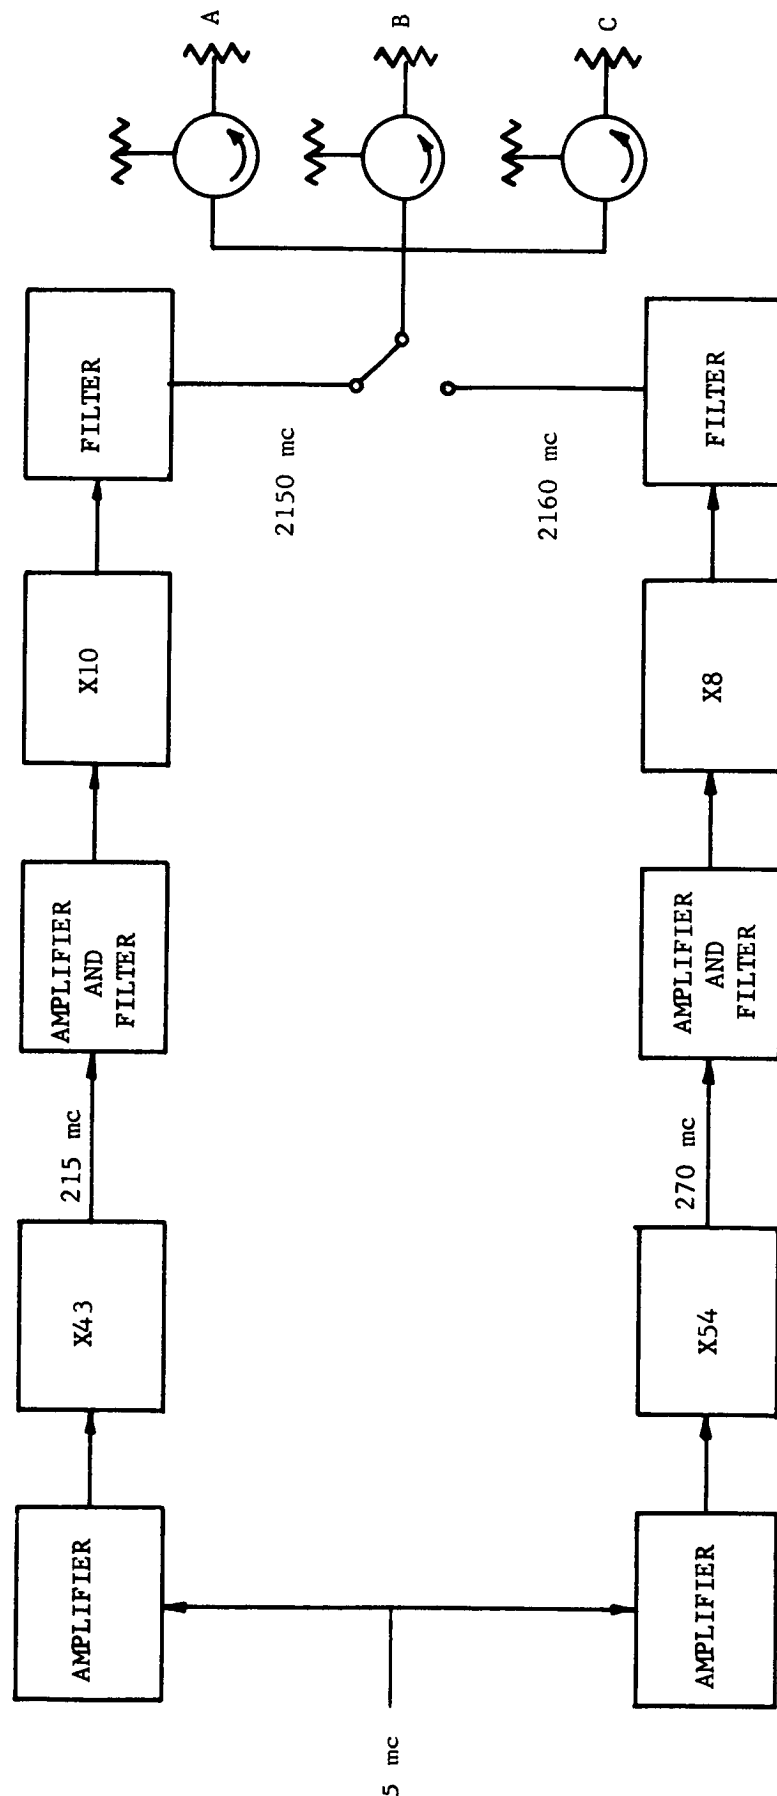 5 mc
AMPLIFIER
X43
215 mc
AMPLIFIER
AND
FILTER
X10
FILTER
2150 mc
AMPLIFIER
X54
270 mc
AMPLIFIER
AND
FILTER
X8
FILTER
2160 mc
A
B
C